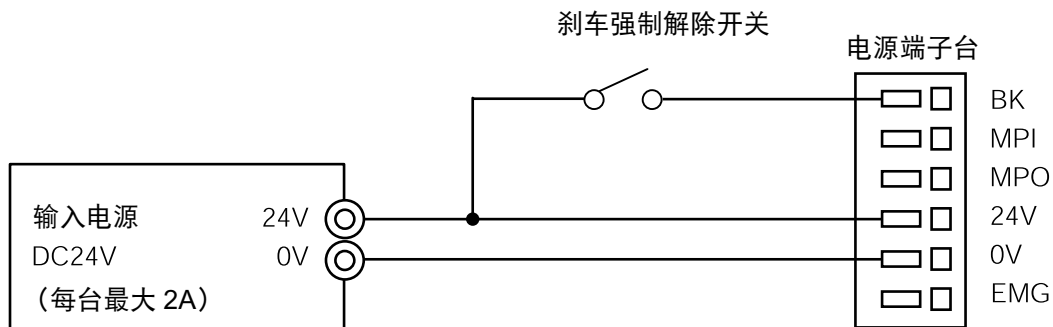 刹车强制解除开关
电源端子台
BK
MPI
MPO
输入电源 24V 24V
DC24V 0V 0V
（每台最大 2A） EMG